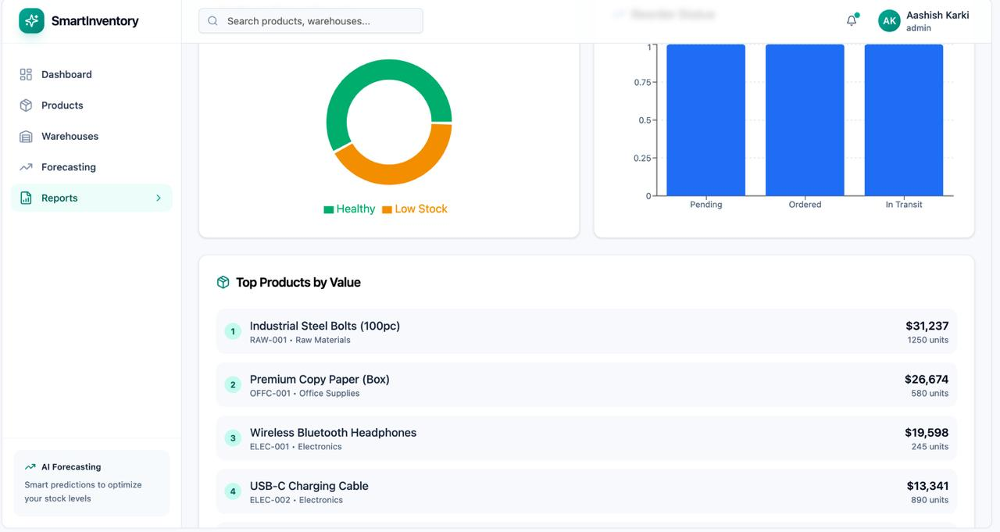 SmartInventory
Search products, warehouses...
AK
Aashish Karki
admin
Dashboard
Products
Warehouses
Forecasting
Reports
AI Forecasting
Smart predictions to optimize
your stock levels
Healthy
Low Stock
Reorder Status
1
0.75
0.5
0.25
0
Pending
Ordered
In Transit
Top Products by Value
1
Industrial Steel Bolts (100pc)
RAW-001 • Raw Materials
$31,237
1250 units
2
Premium Copy Paper (Box)
OFFC-001 • Office Supplies
$26,674
580 units
3
Wireless Bluetooth Headphones
ELEC-001 • Electronics
$19,598
245 units
4
USB-C Charging Cable
ELEC-002 • Electronics
$13,341
890 units